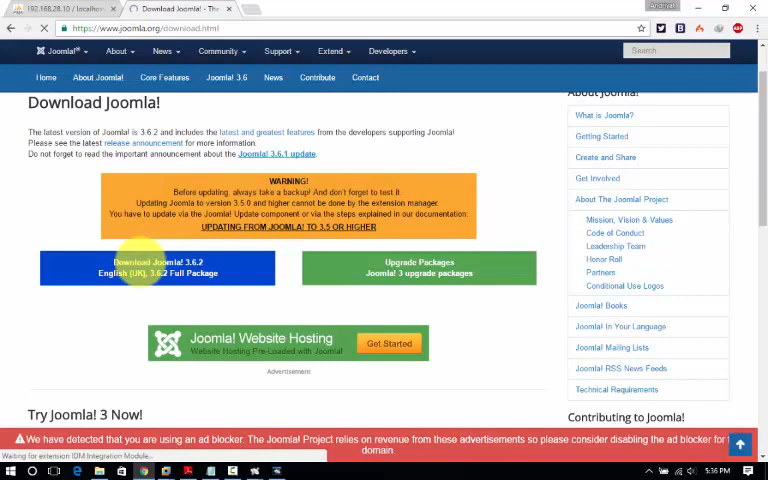 192.168.28.10 / localhos
Download Joomla! - The
Andriyati
https://www.joomla.org/download.html
Joomla!® About News Community Support Extend Developers Search...
Home About Joomla! Core Features Joomla! 3.6 News Contribute Contact
Download Joomla!
The latest version of Joomla! is 3.6.2 and includes the latest and greatest features from the developers supporting Joomla!
Please see the latest release announcement for more information.
Do not forget to read the important announcement about the Joomla! 3.6.1 update.
WARNING!
Before updating, always take a backup! And don't forget to test it.
Updating Joomla to version 3.5.0 and higher cannot be done by the extension manager.
You have to update via the Joomla! Update component or via the steps explained in our documentation:
UPDATING FROM JOOMLA! TO 3.5 OR HIGHER
Download Joomla! 3.6.2
English (UK), 3.6.2 Full Package
Upgrade Packages
Joomla! 3 upgrade packages
Joomla! Website Hosting
Website Hosting Pre-Loaded with Joomla!
Get Started
Advertisement
Try Joomla! 3 Now!
About Joomla!
What is Joomla?
Getting Started
Create and Share
Get Involved
About The Joomla! Project
Mission, Vision & Values
Code of Conduct
Leadership Team
Honor Roll
Partners
Conditional Use Logos
Joomla! Books
Joomla! In Your Language
Joomla! Mailing Lists
Joomla! RSS News Feeds
Technical Requirements
Contributing to Joomla!
We have detected that you are using an ad blocker. The Joomla! Project relies on revenue from these advertisements so please consider disabling the ad blocker for
domain.
Waiting for extension IDM Integration Module...
5:36 PM